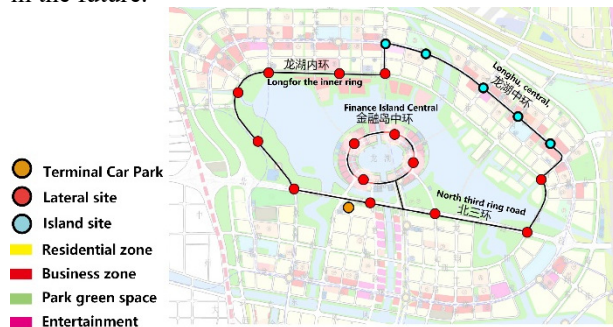 in the future.
龙湖内环
Longfor the inner ring
Longhu, central,
龙湖中环
Finance Island Central
金融岛中环
North third ring road
北三环
Terminal Car Park
Lateral site
Island site
Residential zone
Business zone
Park green space
Entertainment